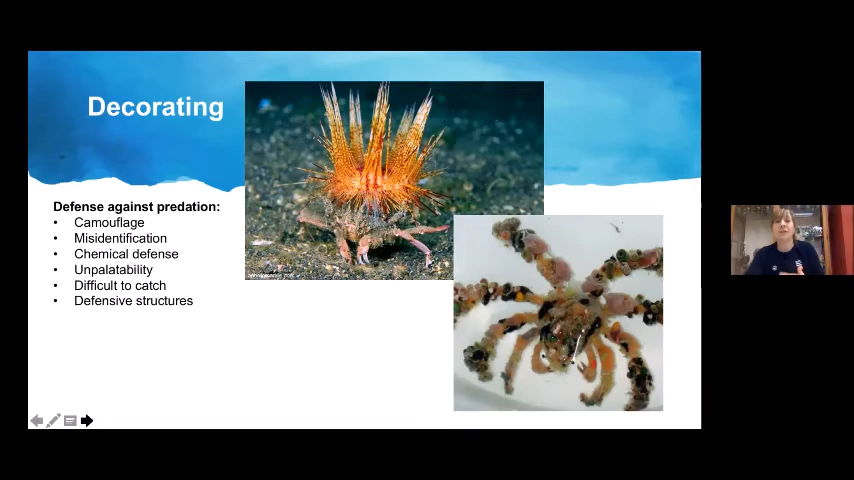 Decorating
Defense against predation:
• Camouflage
• Misidentification
• Chemical defense
• Unpalatability
• Difficult to catch
• Defensive structures